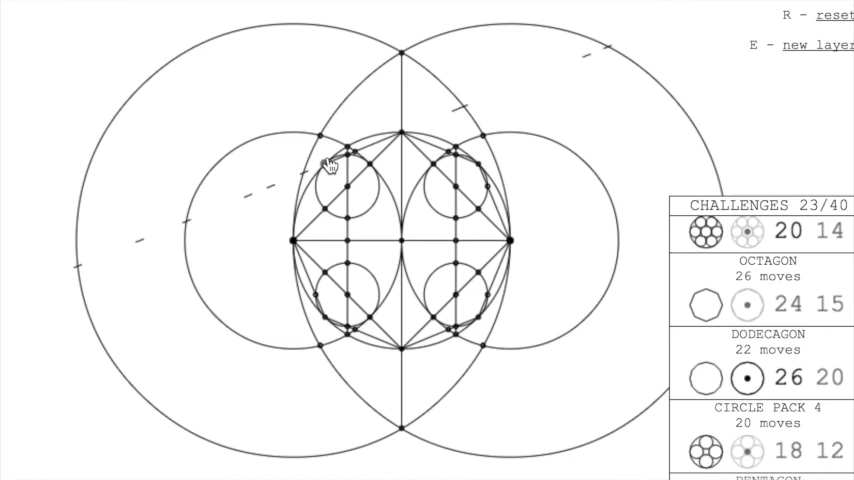 R - reset
E - new layer
CHALLENGES 23/40
20 14
OCTAGON
26 moves
24 15
DODECAGON
22 moves
26 20
CIRCLE PACK 4
20 moves
18 12
PENTAGON